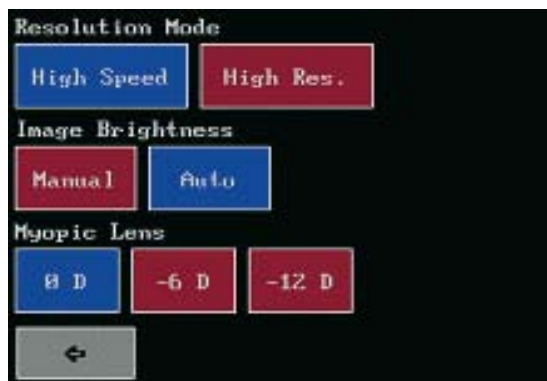 Resolution Mode
High Speed High Res.
Image Brightness
Manual Auto
Myopic Lens
0 D -6 D -12 D